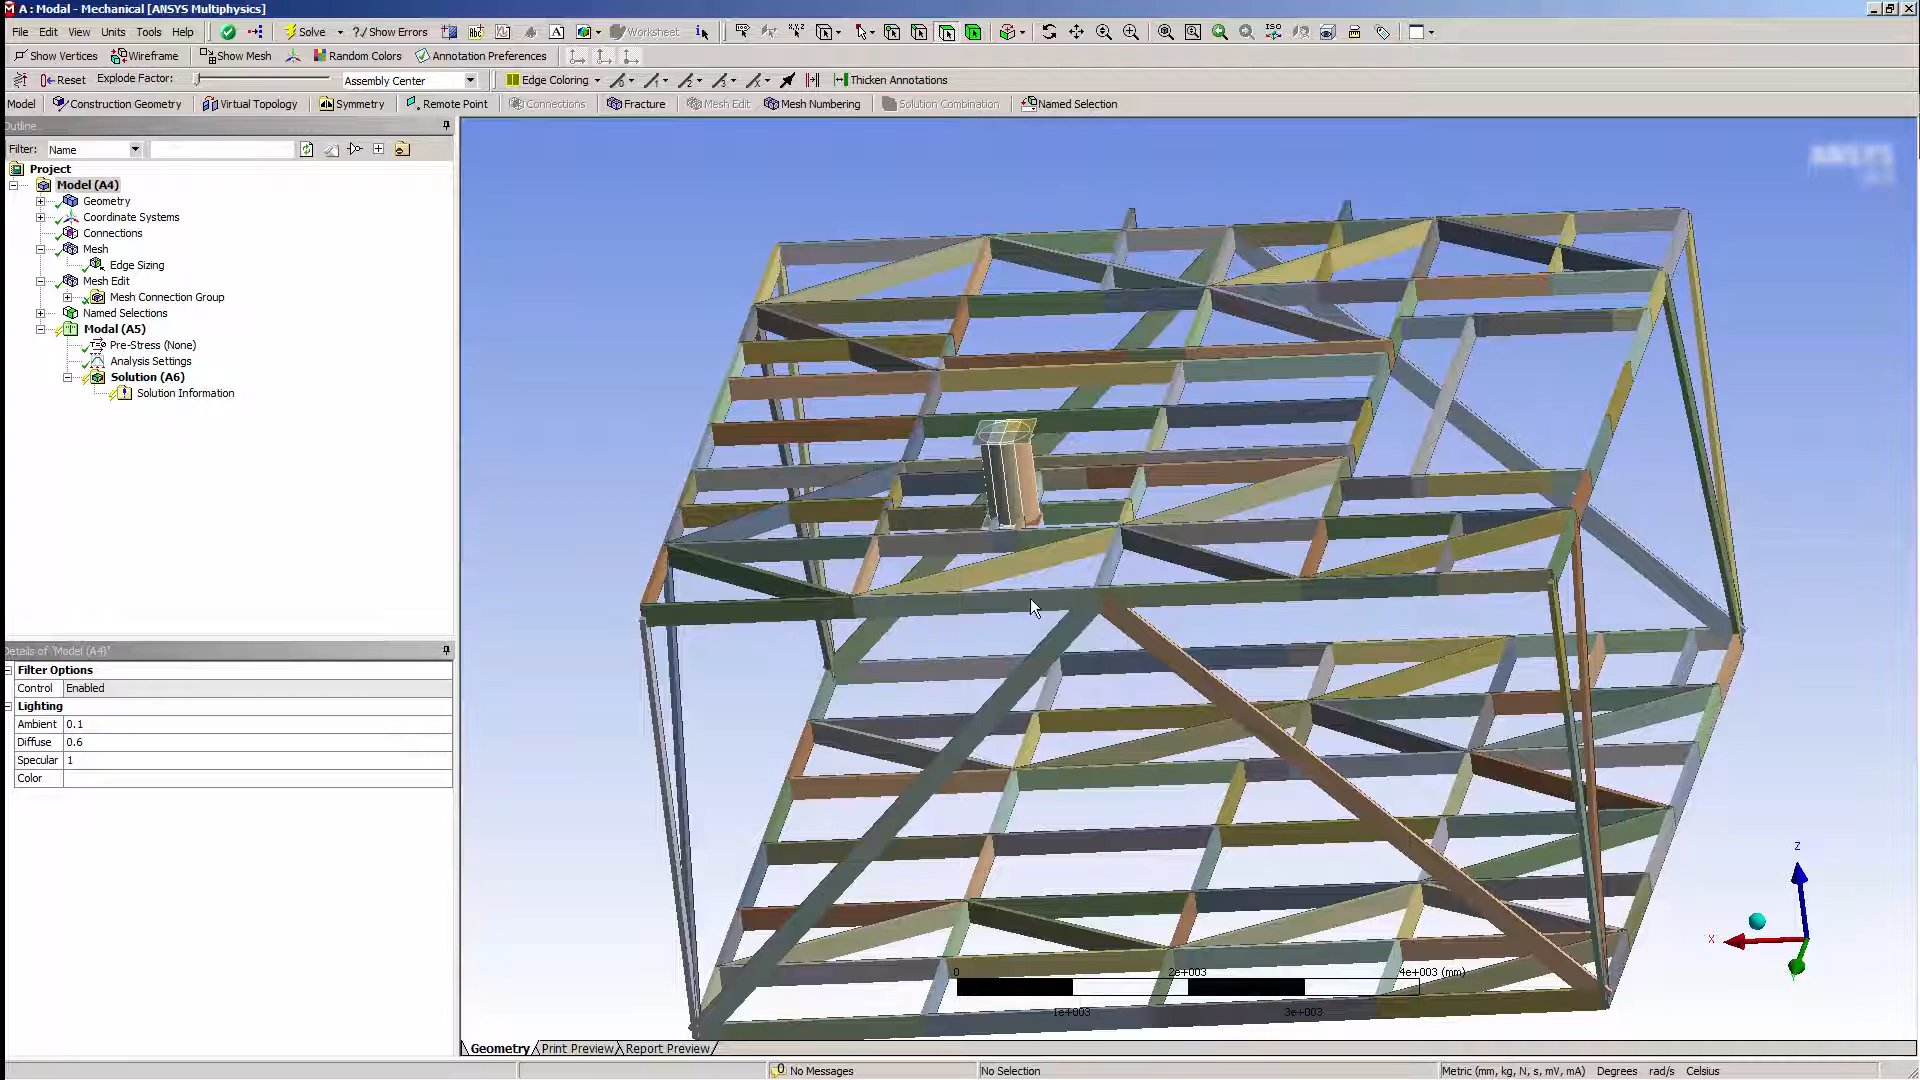 A : Modal - Mechanical [ANSYS Multiphysics]
File Edit View Units Tools Help Solve ?/Show Errors Worksheet
Show Vertices Wireframe Show Mesh Random Colors Annotation Preferences
Reset Explode Factor: Assembly Center Edge Coloring Thicken Annotations
Model Construction Geometry Virtual Topology Symmetry Remote Point Connections Fracture Mesh Edit Mesh Numbering Solution Combination Named Selection
Outline
Filter: Name
Project
Model (A4)
Geometry
Coordinate Systems
Connections
Mesh
Edge Sizing
Mesh Edit
Mesh Connection Group
Named Selections
Modal (A5)
Pre-Stress (None)
Analysis Settings
Solution (A6)
Solution Information
Details of "Model (A4)"
Filter Options
Control Enabled
Lighting
Ambient 0.1
Diffuse 0.6
Specular 1
Color
ANSYS
Z
X
0 2e+003 4e+003 (mm)
1e+003 3e+003
Geometry Print Preview Report Preview
0 No Messages No Selection Metric (mm, kg, N, s, mV, mA) Degrees rad/s Celsius